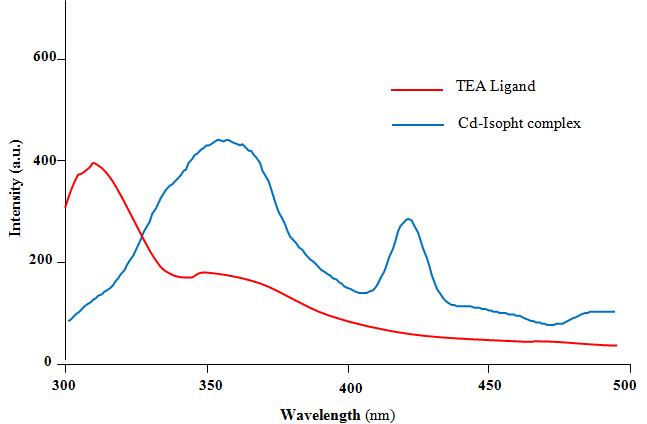 600
TEA Ligand
Cd-Isopht complex
400
Intensity (a.u.)
200
0
300 350 400 450 500
Wavelength (nm)